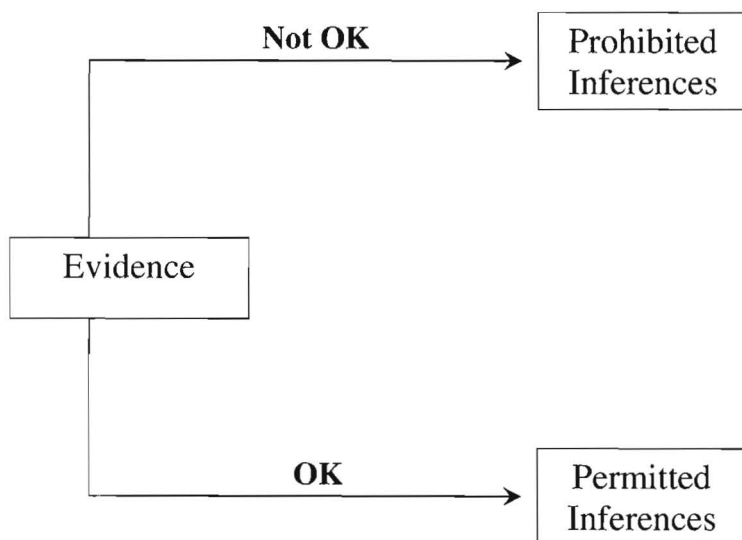 Not OK
Prohibited
Inferences
Evidence
OK
Permitted
Inferences